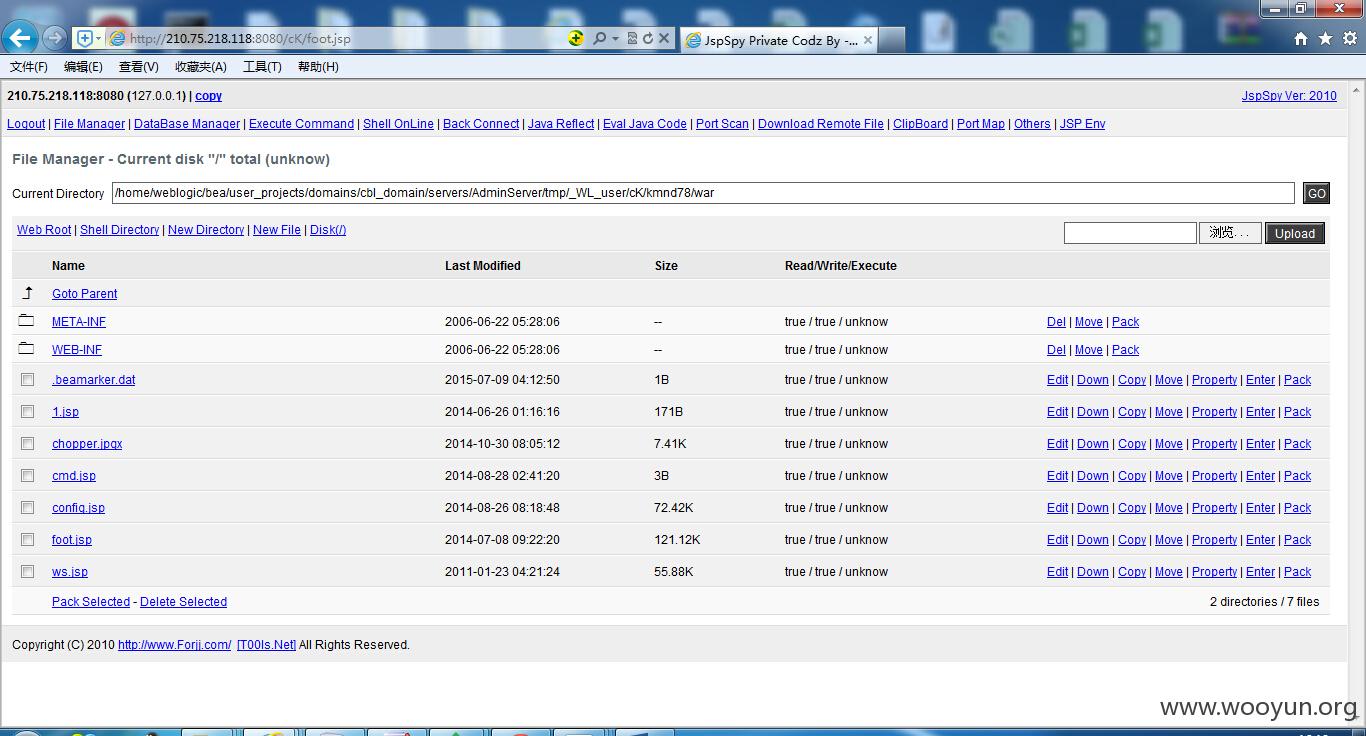 http://210.75.218.118:8080/cK/foot.jsp
JspSpy Private Codz By -...
文件(F) 编辑(E) 查看(V) 收藏夹(A) 工具(T) 帮助(H)
210.75.218.118:8080 (127.0.0.1) | copy JspSpy Ver: 2010
Logout | File Manager | DataBase Manager | Execute Command | Shell OnLine | Back Connect | Java Reflect | Eval Java Code | Port Scan | Download Remote File | ClipBoard | Port Map | Others | JSP Env
File Manager - Current disk "/" total (unknow)
Current Directory /home/weblogic/bea/user_projects/domains/cbl_domain/servers/AdminServer/tmp/_WL_user/cK/kmnd78/war GO
Web Root | Shell Directory | New Directory | New File | Disk(/) 浏览... Upload
Name Last Modified Size Read/Write/Execute
Goto Parent
META-INF 2006-06-22 05:28:06 -- true / true / unknow Del | Move | Pack
WEB-INF 2006-06-22 05:28:06 -- true / true / unknow Del | Move | Pack
.beamarker.dat 2015-07-09 04:12:50 1B true / true / unknow Edit | Down | Copy | Move | Property | Enter | Pack
1.jsp 2014-06-26 01:16:16 171B true / true / unknow Edit | Down | Copy | Move | Property | Enter | Pack
chopper.jpgx 2014-10-30 08:05:12 7.41K true / true / unknow Edit | Down | Copy | Move | Property | Enter | Pack
cmd.jsp 2014-08-28 02:41:20 3B true / true / unknow Edit | Down | Copy | Move | Property | Enter | Pack
config.jsp 2014-08-26 08:18:48 72.42K true / true / unknow Edit | Down | Copy | Move | Property | Enter | Pack
foot.jsp 2014-07-08 09:22:20 121.12K true / true / unknow Edit | Down | Copy | Move | Property | Enter | Pack
ws.jsp 2011-01-23 04:21:24 55.88K true / true / unknow Edit | Down | Copy | Move | Property | Enter | Pack
Pack Selected - Delete Selected 2 directories / 7 files
Copyright (C) 2010 http://www.Forjj.com/ [T00ls.Net] All Rights Reserved.
www.wooyun.org